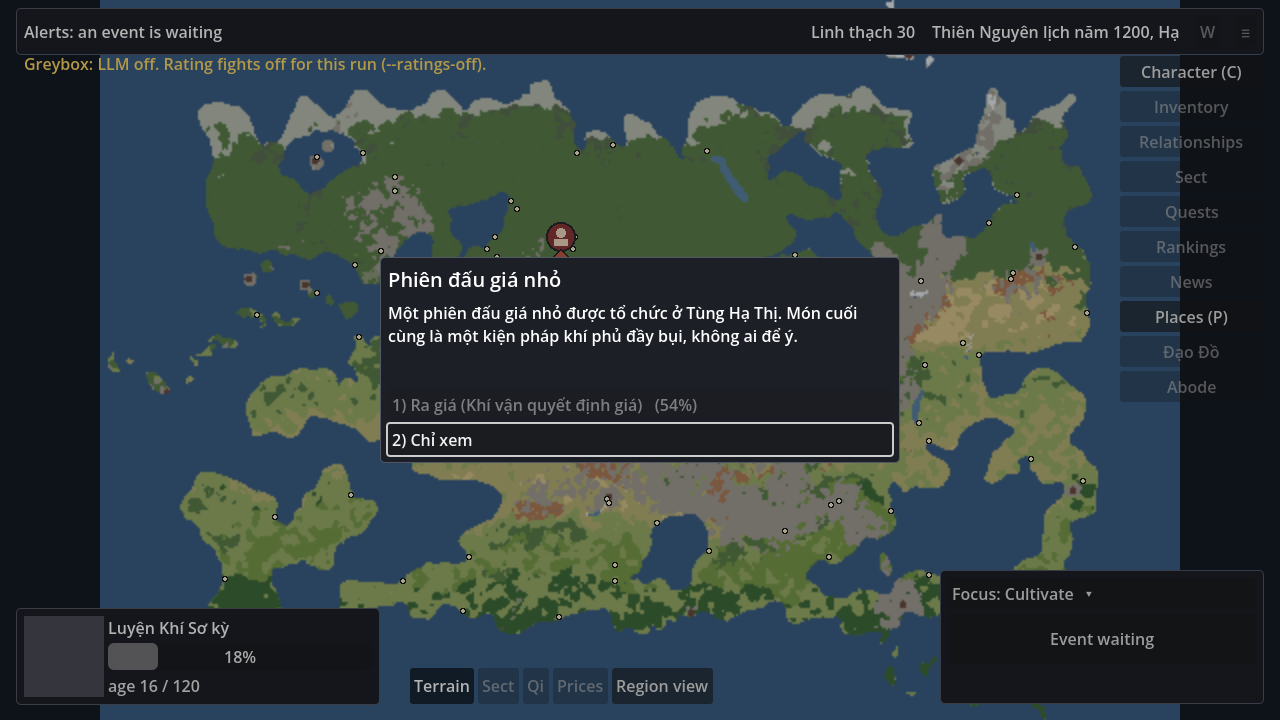 Alerts: an event is waiting
Linh thạch 30 Thiên Nguyên lịch năm 1200, Hạ W ≡
Greybox: LLM off. Rating fights off for this run (--ratings-off).
Character (C)
Inventory
Relationships
Sect
Quests
Rankings
News
Places (P)
Đạo Đồ
Abode
Phiên đấu giá nhỏ
Một phiên đấu giá nhỏ được tổ chức ở Tùng Hạ Thị. Món cuối
cùng là một kiện pháp khí phủ đầy bụi, không ai để ý.
1) Ra giá (Khí vận quyết định giá) (54%)
2) Chỉ xem
Luyện Khí Sơ kỳ
18%
age 16 / 120
Terrain Sect Qi Prices Region view
Focus: Cultivate ▾
Event waiting